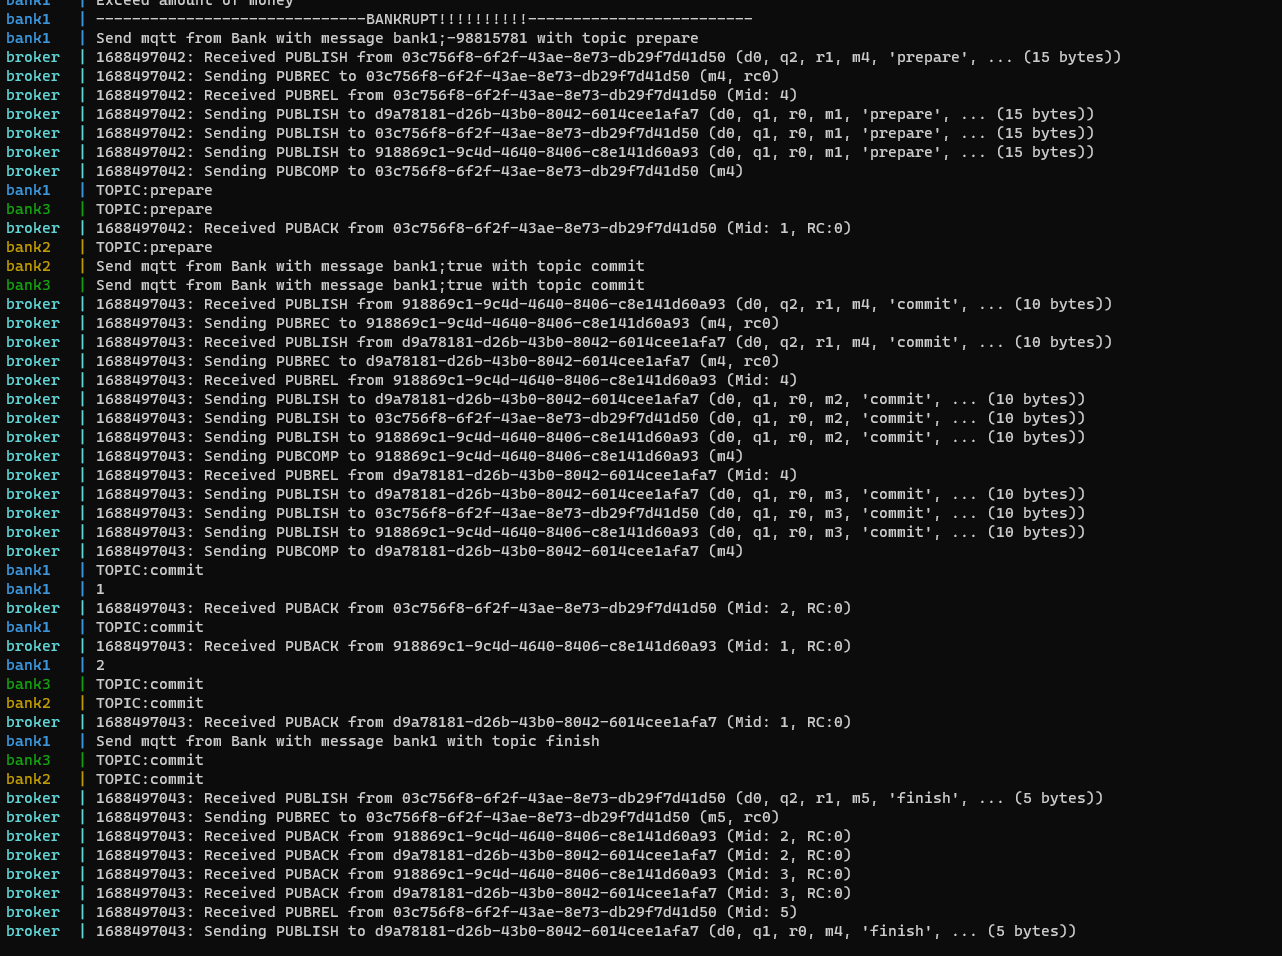 bank1 | Exceed amount of money
bank1 | ------------------------------BANKRUPT!!!!!!!!!!-------------------------
bank1 | Send mqtt from Bank with message bank1;-98815781 with topic prepare
broker | 1688497042: Received PUBLISH from 03c756f8-6f2f-43ae-8e73-db29f7d41d50 (d0, q2, r1, m4, 'prepare', ... (15 bytes))
broker | 1688497042: Sending PUBREC to 03c756f8-6f2f-43ae-8e73-db29f7d41d50 (m4, rc0)
broker | 1688497042: Received PUBREL from 03c756f8-6f2f-43ae-8e73-db29f7d41d50 (Mid: 4)
broker | 1688497042: Sending PUBLISH to d9a78181-d26b-43b0-8042-6014cee1afa7 (d0, q1, r0, m1, 'prepare', ... (15 bytes))
broker | 1688497042: Sending PUBLISH to 03c756f8-6f2f-43ae-8e73-db29f7d41d50 (d0, q1, r0, m1, 'prepare', ... (15 bytes))
broker | 1688497042: Sending PUBLISH to 918869c1-9c4d-4640-8406-c8e141d60a93 (d0, q1, r0, m1, 'prepare', ... (15 bytes))
broker | 1688497042: Sending PUBCOMP to 03c756f8-6f2f-43ae-8e73-db29f7d41d50 (m4)
bank1 | TOPIC:prepare
bank3 | TOPIC:prepare
broker | 1688497042: Received PUBACK from 03c756f8-6f2f-43ae-8e73-db29f7d41d50 (Mid: 1, RC:0)
bank2 | TOPIC:prepare
bank2 | Send mqtt from Bank with message bank1;true with topic commit
bank3 | Send mqtt from Bank with message bank1;true with topic commit
broker | 1688497043: Received PUBLISH from 918869c1-9c4d-4640-8406-c8e141d60a93 (d0, q2, r1, m4, 'commit', ... (10 bytes))
broker | 1688497043: Sending PUBREC to 918869c1-9c4d-4640-8406-c8e141d60a93 (m4, rc0)
broker | 1688497043: Received PUBLISH from d9a78181-d26b-43b0-8042-6014cee1afa7 (d0, q2, r1, m4, 'commit', ... (10 bytes))
broker | 1688497043: Sending PUBREC to d9a78181-d26b-43b0-8042-6014cee1afa7 (m4, rc0)
broker | 1688497043: Received PUBREL from 918869c1-9c4d-4640-8406-c8e141d60a93 (Mid: 4)
broker | 1688497043: Sending PUBLISH to d9a78181-d26b-43b0-8042-6014cee1afa7 (d0, q1, r0, m2, 'commit', ... (10 bytes))
broker | 1688497043: Sending PUBLISH to 03c756f8-6f2f-43ae-8e73-db29f7d41d50 (d0, q1, r0, m2, 'commit', ... (10 bytes))
broker | 1688497043: Sending PUBLISH to 918869c1-9c4d-4640-8406-c8e141d60a93 (d0, q1, r0, m2, 'commit', ... (10 bytes))
broker | 1688497043: Sending PUBCOMP to 918869c1-9c4d-4640-8406-c8e141d60a93 (m4)
broker | 1688497043: Received PUBREL from d9a78181-d26b-43b0-8042-6014cee1afa7 (Mid: 4)
broker | 1688497043: Sending PUBLISH to d9a78181-d26b-43b0-8042-6014cee1afa7 (d0, q1, r0, m3, 'commit', ... (10 bytes))
broker | 1688497043: Sending PUBLISH to 03c756f8-6f2f-43ae-8e73-db29f7d41d50 (d0, q1, r0, m3, 'commit', ... (10 bytes))
broker | 1688497043: Sending PUBLISH to 918869c1-9c4d-4640-8406-c8e141d60a93 (d0, q1, r0, m3, 'commit', ... (10 bytes))
broker | 1688497043: Sending PUBCOMP to d9a78181-d26b-43b0-8042-6014cee1afa7 (m4)
bank1 | TOPIC:commit
bank1 | 1
broker | 1688497043: Received PUBACK from 03c756f8-6f2f-43ae-8e73-db29f7d41d50 (Mid: 2, RC:0)
bank1 | TOPIC:commit
broker | 1688497043: Received PUBACK from 918869c1-9c4d-4640-8406-c8e141d60a93 (Mid: 1, RC:0)
bank1 | 2
bank3 | TOPIC:commit
bank2 | TOPIC:commit
broker | 1688497043: Received PUBACK from d9a78181-d26b-43b0-8042-6014cee1afa7 (Mid: 1, RC:0)
bank1 | Send mqtt from Bank with message bank1 with topic finish
bank3 | TOPIC:commit
bank2 | TOPIC:commit
broker | 1688497043: Received PUBLISH from 03c756f8-6f2f-43ae-8e73-db29f7d41d50 (d0, q2, r1, m5, 'finish', ... (5 bytes))
broker | 1688497043: Sending PUBREC to 03c756f8-6f2f-43ae-8e73-db29f7d41d50 (m5, rc0)
broker | 1688497043: Received PUBACK from 918869c1-9c4d-4640-8406-c8e141d60a93 (Mid: 2, RC:0)
broker | 1688497043: Received PUBACK from d9a78181-d26b-43b0-8042-6014cee1afa7 (Mid: 2, RC:0)
broker | 1688497043: Received PUBACK from 918869c1-9c4d-4640-8406-c8e141d60a93 (Mid: 3, RC:0)
broker | 1688497043: Received PUBACK from d9a78181-d26b-43b0-8042-6014cee1afa7 (Mid: 3, RC:0)
broker | 1688497043: Received PUBREL from 03c756f8-6f2f-43ae-8e73-db29f7d41d50 (Mid: 5)
broker | 1688497043: Sending PUBLISH to d9a78181-d26b-43b0-8042-6014cee1afa7 (d0, q1, r0, m4, 'finish', ... (5 bytes))